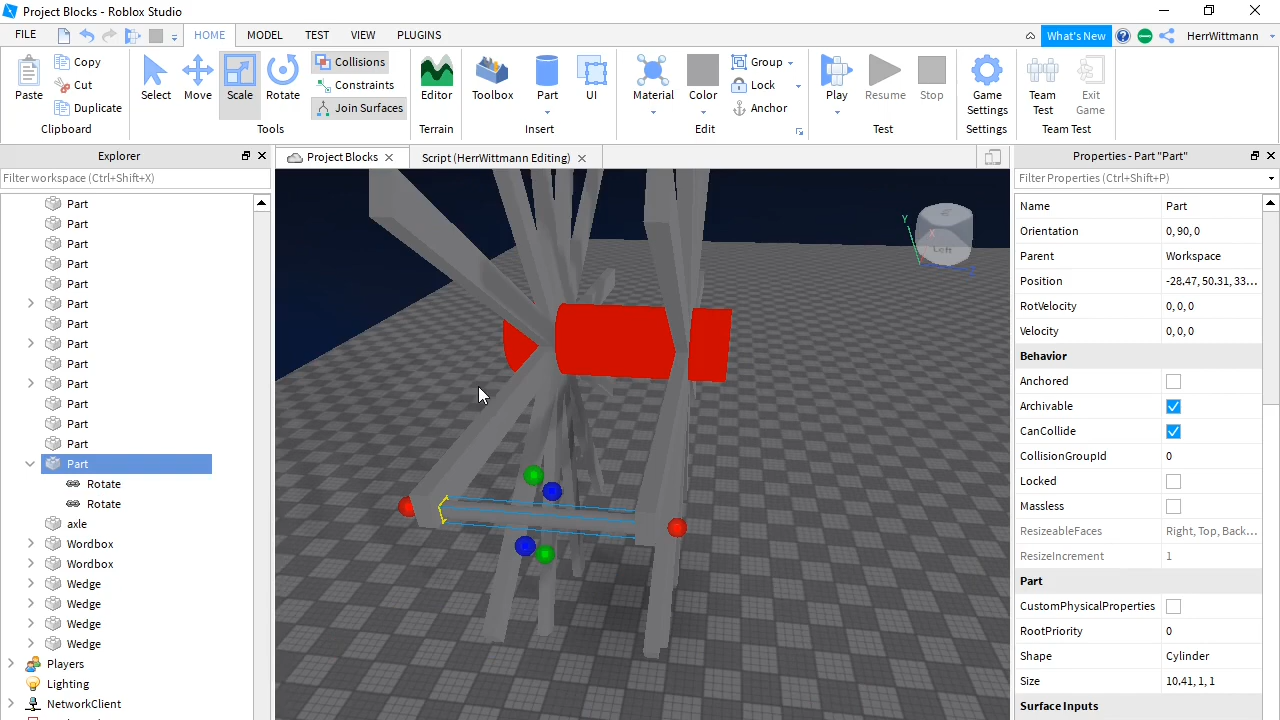 Project Blocks - Roblox Studio
FILE HOME MODEL TEST VIEW PLUGINS What's New HerrWittmann
Paste Copy Cut Duplicate Select Move Scale Rotate Collisions Constraints Join Surfaces Editor Toolbox Part UI Material Color Group Lock Anchor Play Resume Stop Game Settings Team Test Exit Game
Clipboard Tools Terrain Insert Edit Test Settings Team Test
Explorer
Filter workspace (Ctrl+Shift+X)
Part
Part
Part
Part
Part
Part
Part
Part
Part
Part
Part
Part
Part
Part
Rotate
Rotate
axle
Wordbox
Wordbox
Wedge
Wedge
Wedge
Wedge
Players
Lighting
NetworkClient
Project Blocks
Script (HerrWittmann Editing)
Y
Left
Properties - Part "Part"
Filter Properties (Ctrl+Shift+P)
Name Part
Orientation 0, 90, 0
Parent Workspace
Position -28.47, 50.31, 33...
RotVelocity 0, 0, 0
Velocity 0, 0, 0
Behavior
Anchored
Archivable
CanCollide
CollisionGroupId 0
Locked
Massless
ResizeableFaces Right, Top, Back...
ResizeIncrement 1
Part
CustomPhysicalProperties
RootPriority 0
Shape Cylinder
Size 10.41, 1, 1
Surface Inputs